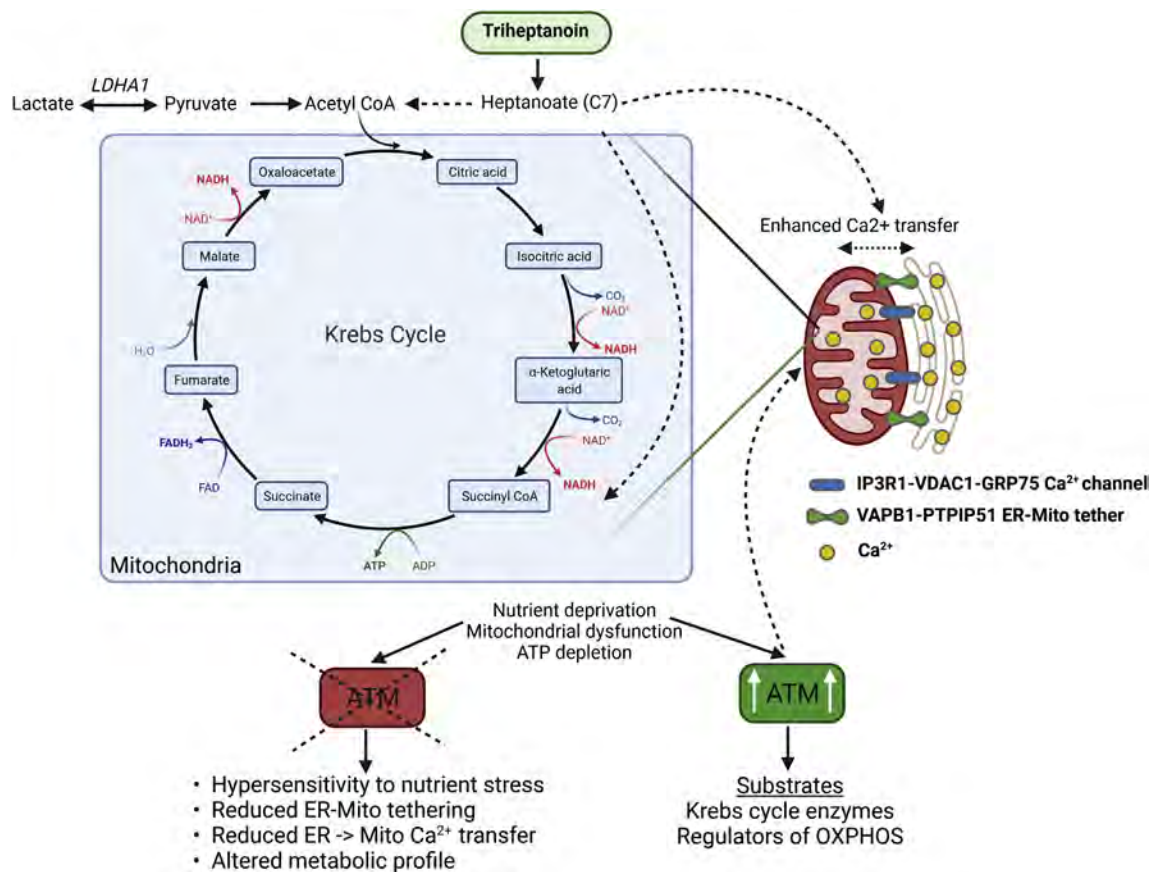 Triheptanoin
LDHA1
Lactate
Pyruvate
Acetyl CoA
Heptanoate (C7)
Oxaloacetate
Citric acid
NADH
NAD⁺
Malate
Isocitric acid
CO₂
NAD⁺
NADH
Krebs Cycle
H₂O
Fumarate
α-Ketoglutaric
acid
CO₂
NAD⁺
NADH
FADH₂
FAD
Succinate
Succinyl CoA
ATP
ADP
Mitochondria
Enhanced Ca2+ transfer
IP3R1-VDAC1-GRP75 Ca²⁺ channel
VAPB1-PTPIP51 ER-Mito tether
Ca²⁺
Nutrient deprivation
Mitochondrial dysfunction
ATP depletion
ATM
ATM
• Hypersensitivity to nutrient stress
• Reduced ER-Mito tethering
• Reduced ER -> Mito Ca²⁺ transfer
• Altered metabolic profile
Substrates
Krebs cycle enzymes
Regulators of OXPHOS